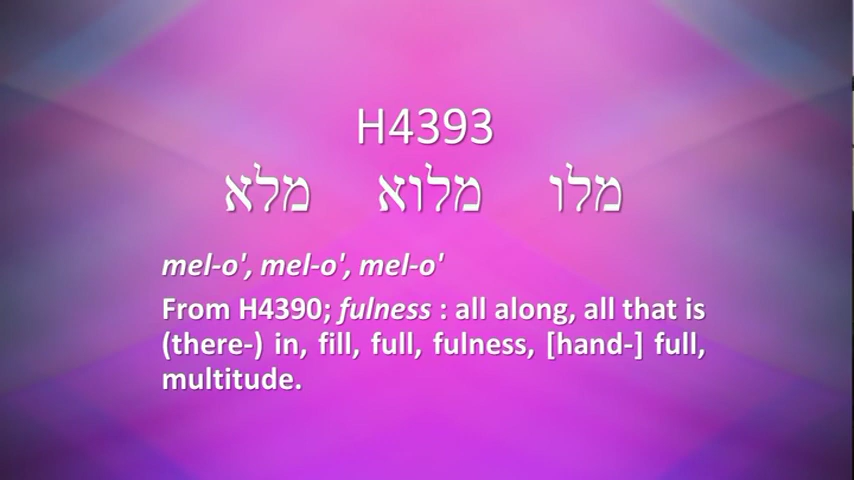 H4393
מלו מלוא מלא
mel-o', mel-o', mel-o'
From H4390; fulness : all along, all that is
(there-) in, fill, full, fulness, [hand-] full,
multitude.